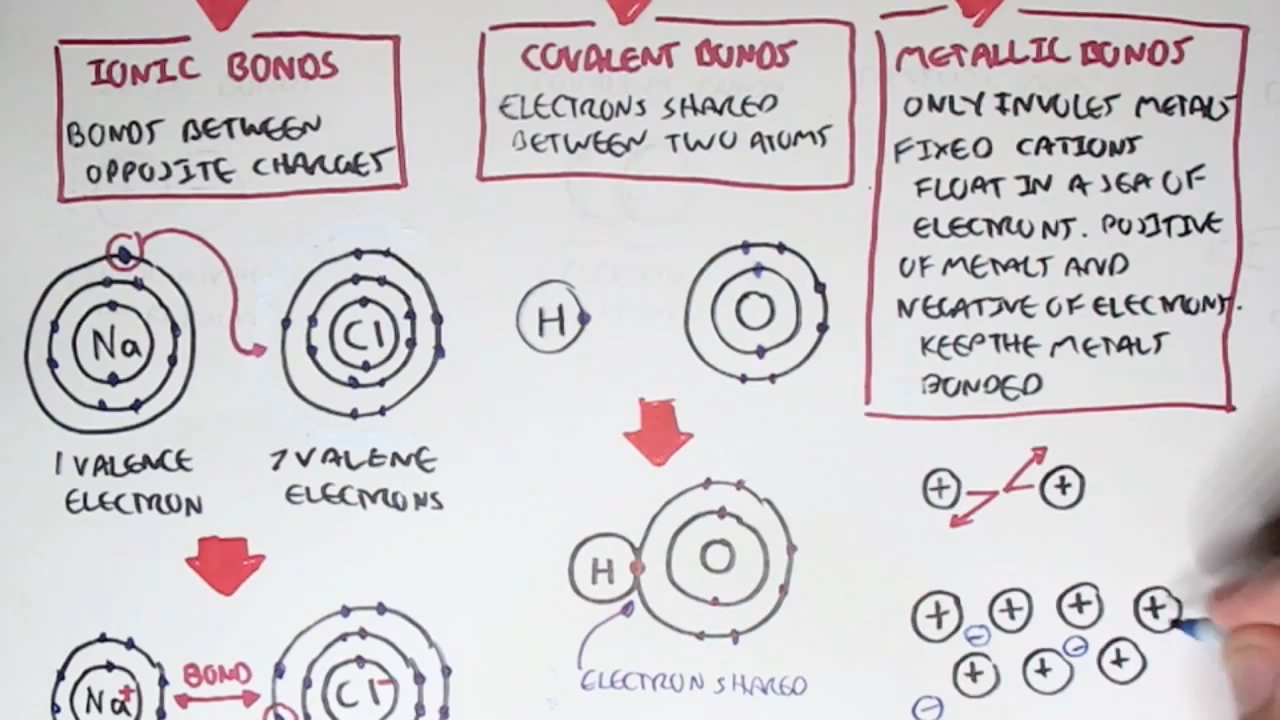 IONIC BONDS
BONDS BETWEEN
OPPOSITE CHARGES
Na
Cl
1 VALENCE
ELECTRON
7 VALENE
ELECTRONS
Na+
BOND
Cl-
COVALENT BONDS
ELECTRONS SHARED
BETWEEN TWO ATOMS
H
O
H
O
ELECTRON SHARED
METALLIC BONDS
ONLY INVOLES METALS
FIXED CATIONS
FLOAT IN A SEA OF
ELECTRONS. POSITIVE
OF METALS AND
NEGATIVE OF ELECTRONS.
KEEP THE METALS
BONDED
+ +
+ + + +
- -
+ + +
-